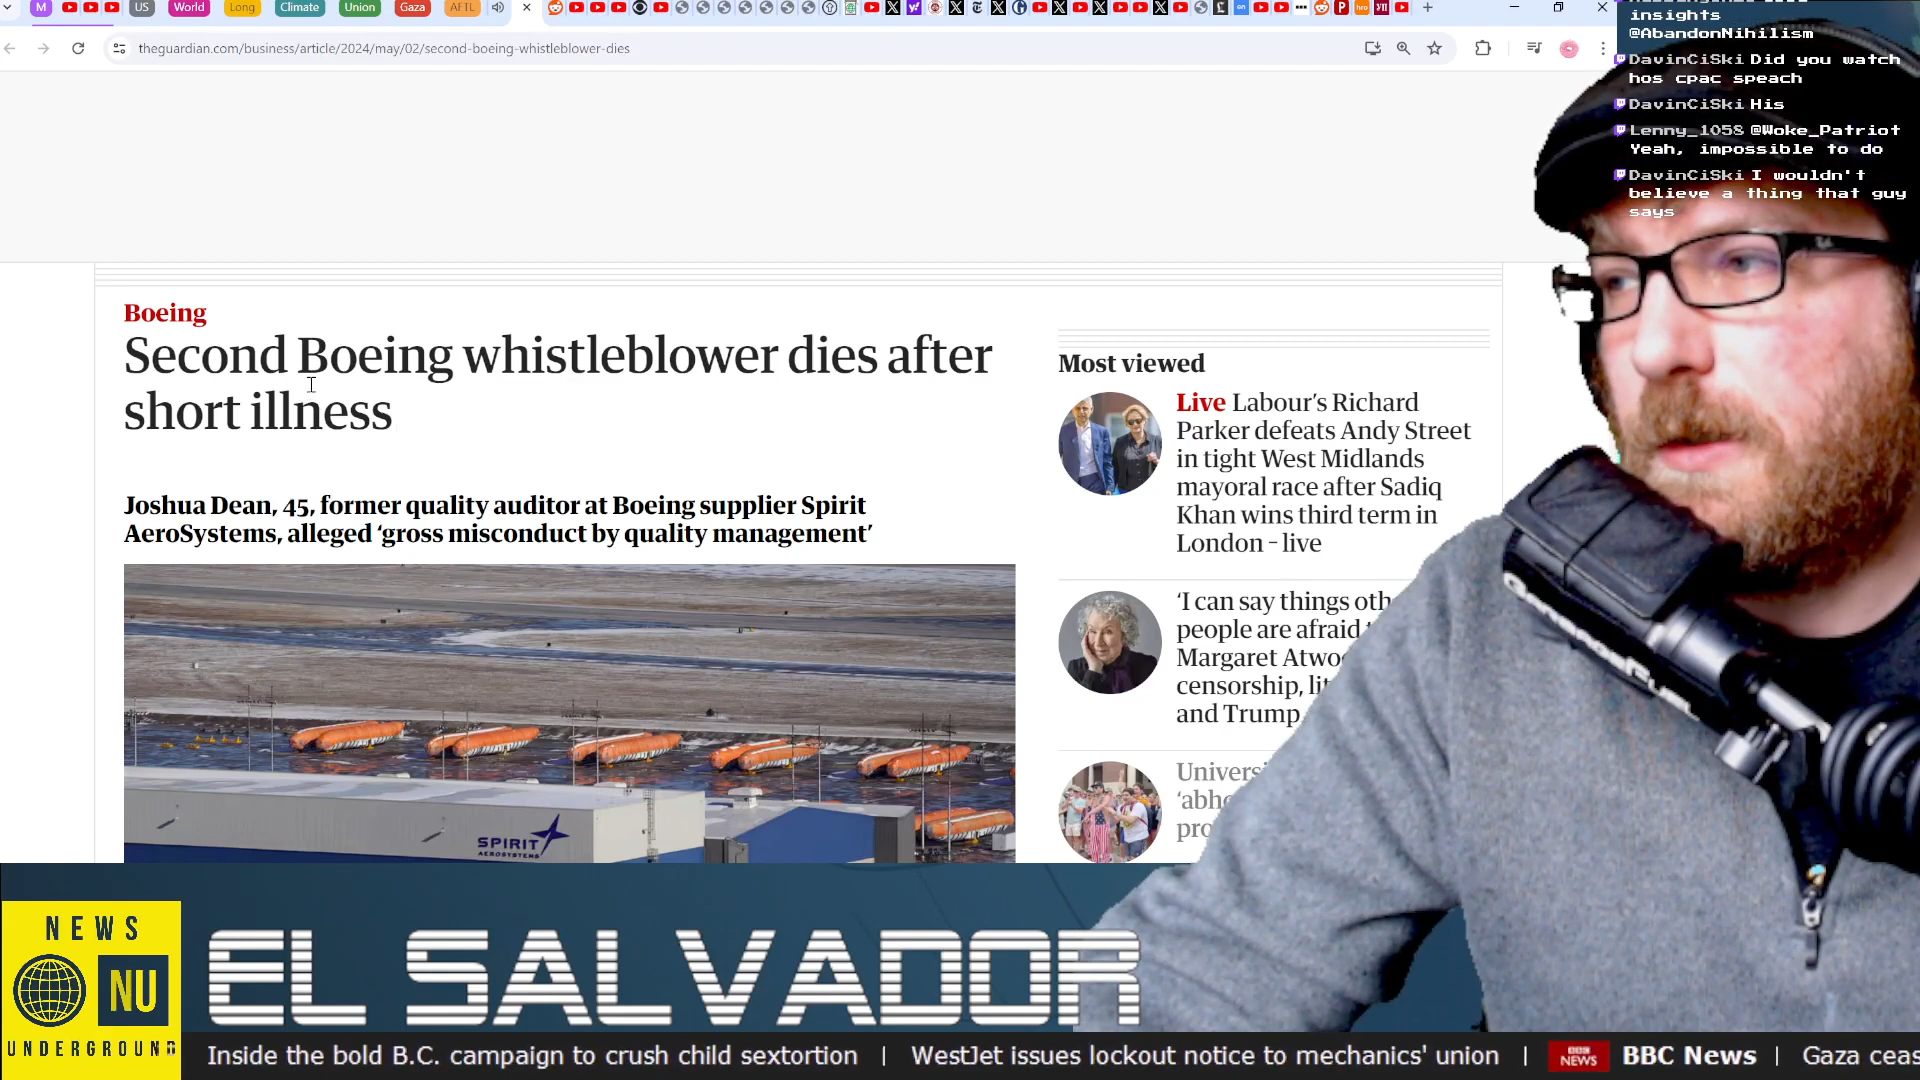 M
US
World
Long
Climate
Union
Gaza
AFTL
theguardian.com/business/article/2024/may/02/second-boeing-whistleblower-dies
insights
@AbandonNihilism
DavinCiSki Did you watch
hos cpac speach
DavinCiSki His
Lenny_1058 @Woke_Patriot
Yeah, impossible to do
DavinCiSki I wouldn't
believe a thing that guy
says
Boeing
Second Boeing whistleblower dies after
short illness
Joshua Dean, 45, former quality auditor at Boeing supplier Spirit
AeroSystems, alleged ‘gross misconduct by quality management’
SPIRIT
AEROSYSTEMS
Most viewed
Live Labour’s Richard
Parker defeats Andy Street
in tight West Midlands
mayoral race after Sadiq
Khan wins third term in
London – live
‘I can say things oth
people are afraid
Margaret Atwo
censorship, lit
and Trump
Universi
‘abho
pro
NEWS
NU
UNDERGROUND
EL SALVADOR
Inside the bold B.C. campaign to crush child sextortion | WestJet issues lockout notice to mechanics' union | BBC NEWS BBC News | Gaza ceas